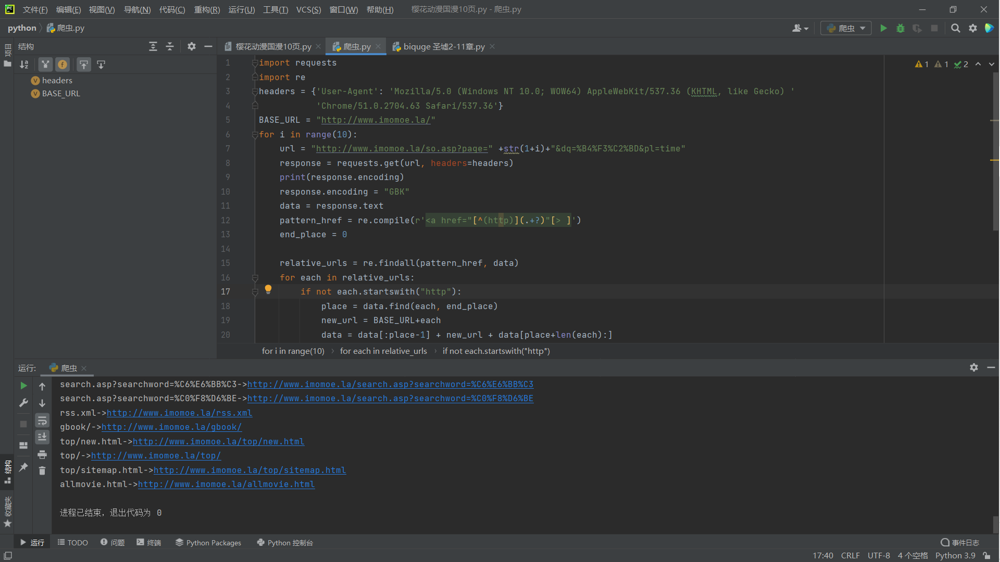 文件(F) 编辑(E) 视图(V) 导航(N) 代码(C) 重构(R) 运行(U) 工具(T) VCS(S) 窗口(W) 帮助(H) 樱花动漫国漫10页.py - 爬虫.py
python 爬虫.py
爬虫
项目
结构
樱花动漫国漫10页.py
爬虫.py
biquge 圣墟2-11章.py
headers
BASE_URL
1 1 2
1 import requests
2 import re
3 headers = {'User-Agent': 'Mozilla/5.0 (Windows NT 10.0; WOW64) AppleWebKit/537.36 (KHTML, like Gecko) '
4 'Chrome/51.0.2704.63 Safari/537.36'}
5 BASE_URL = "http://www.imomoe.la/"
6 for i in range(10):
7 url = "http://www.imomoe.la/so.asp?page=" +str(1+i)+"&dq=%B4%F3%C2%BD&pl=time"
8 response = requests.get(url, headers=headers)
9 print(response.encoding)
10 response.encoding = "GBK"
11 data = response.text
12 pattern_href = re.compile(r'<a href="[^(http)](.+?)"[> ]')
13 end_place = 0
14
15 relative_urls = re.findall(pattern_href, data)
16 for each in relative_urls:
17 if not each.startswith("http"):
18 place = data.find(each, end_place)
19 new_url = BASE_URL+each
20 data = data[:place-1] + new_url + data[place+len(each):]
for i in range(10) › for each in relative_urls › if not each.startswith("http")
运行: 爬虫
search.asp?searchword=%C6%E6%BB%C3->http://www.imomoe.la/search.asp?searchword=%C6%E6%BB%C3
search.asp?searchword=%C0%F8%D6%BE->http://www.imomoe.la/search.asp?searchword=%C0%F8%D6%BE
rss.xml->http://www.imomoe.la/rss.xml
gbook/->http://www.imomoe.la/gbook/
top/new.html->http://www.imomoe.la/top/new.html
top/->http://www.imomoe.la/top/
top/sitemap.html->http://www.imomoe.la/top/sitemap.html
allmovie.html->http://www.imomoe.la/allmovie.html
进程已结束，退出代码为 0
结构
收藏夹
运行 TODO 问题 终端 Python Packages Python 控制台 事件日志
17:40 CRLF UTF-8 4 个空格 Python 3.9